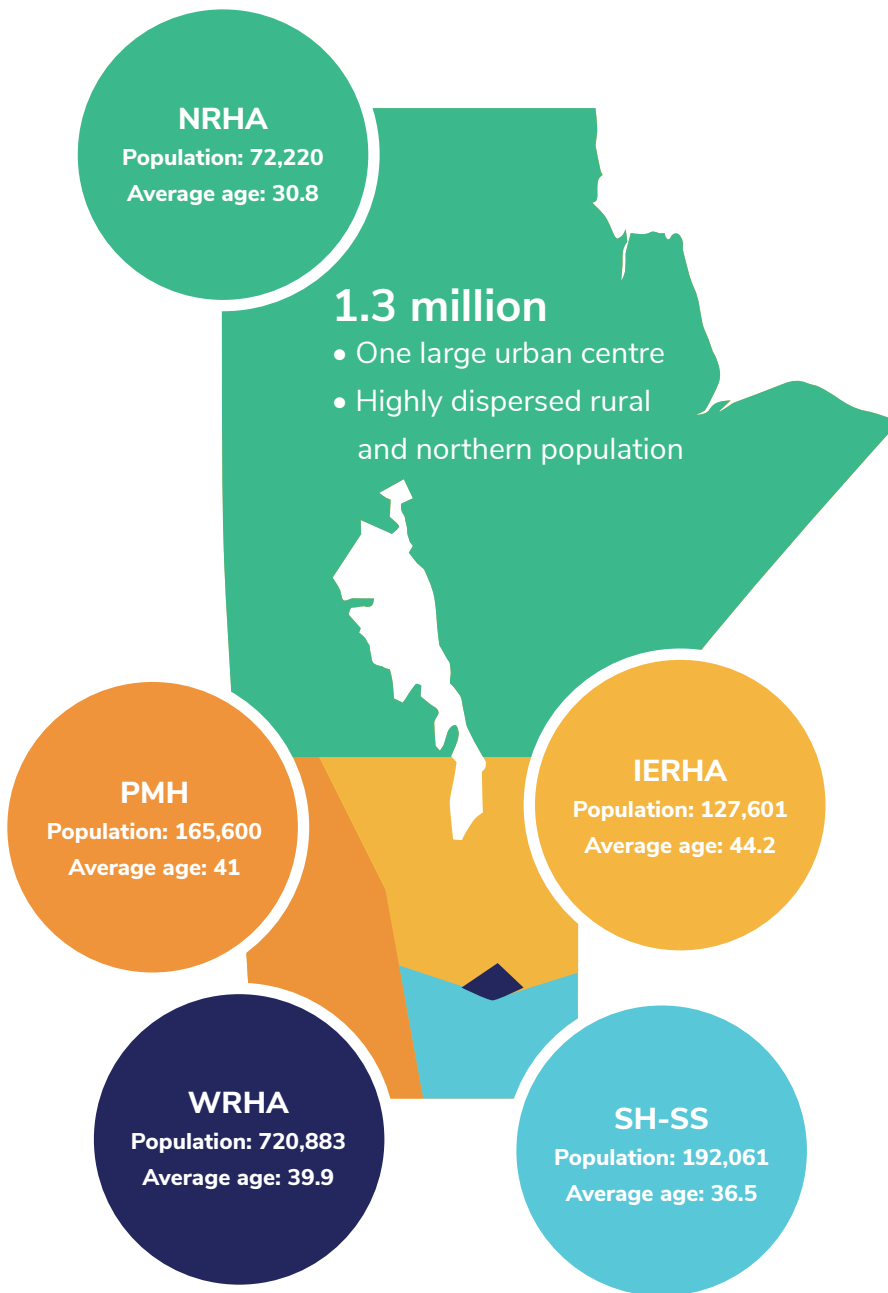 NRHA
Population: 72,220
Average age: 30.8
1.3 million
• One large urban centre
• Highly dispersed rural
and northern population
PMH
Population: 165,600
Average age: 41
IERHA
Population: 127,601
Average age: 44.2
WRHA
Population: 720,883
Average age: 39.9
SH-SS
Population: 192,061
Average age: 36.5